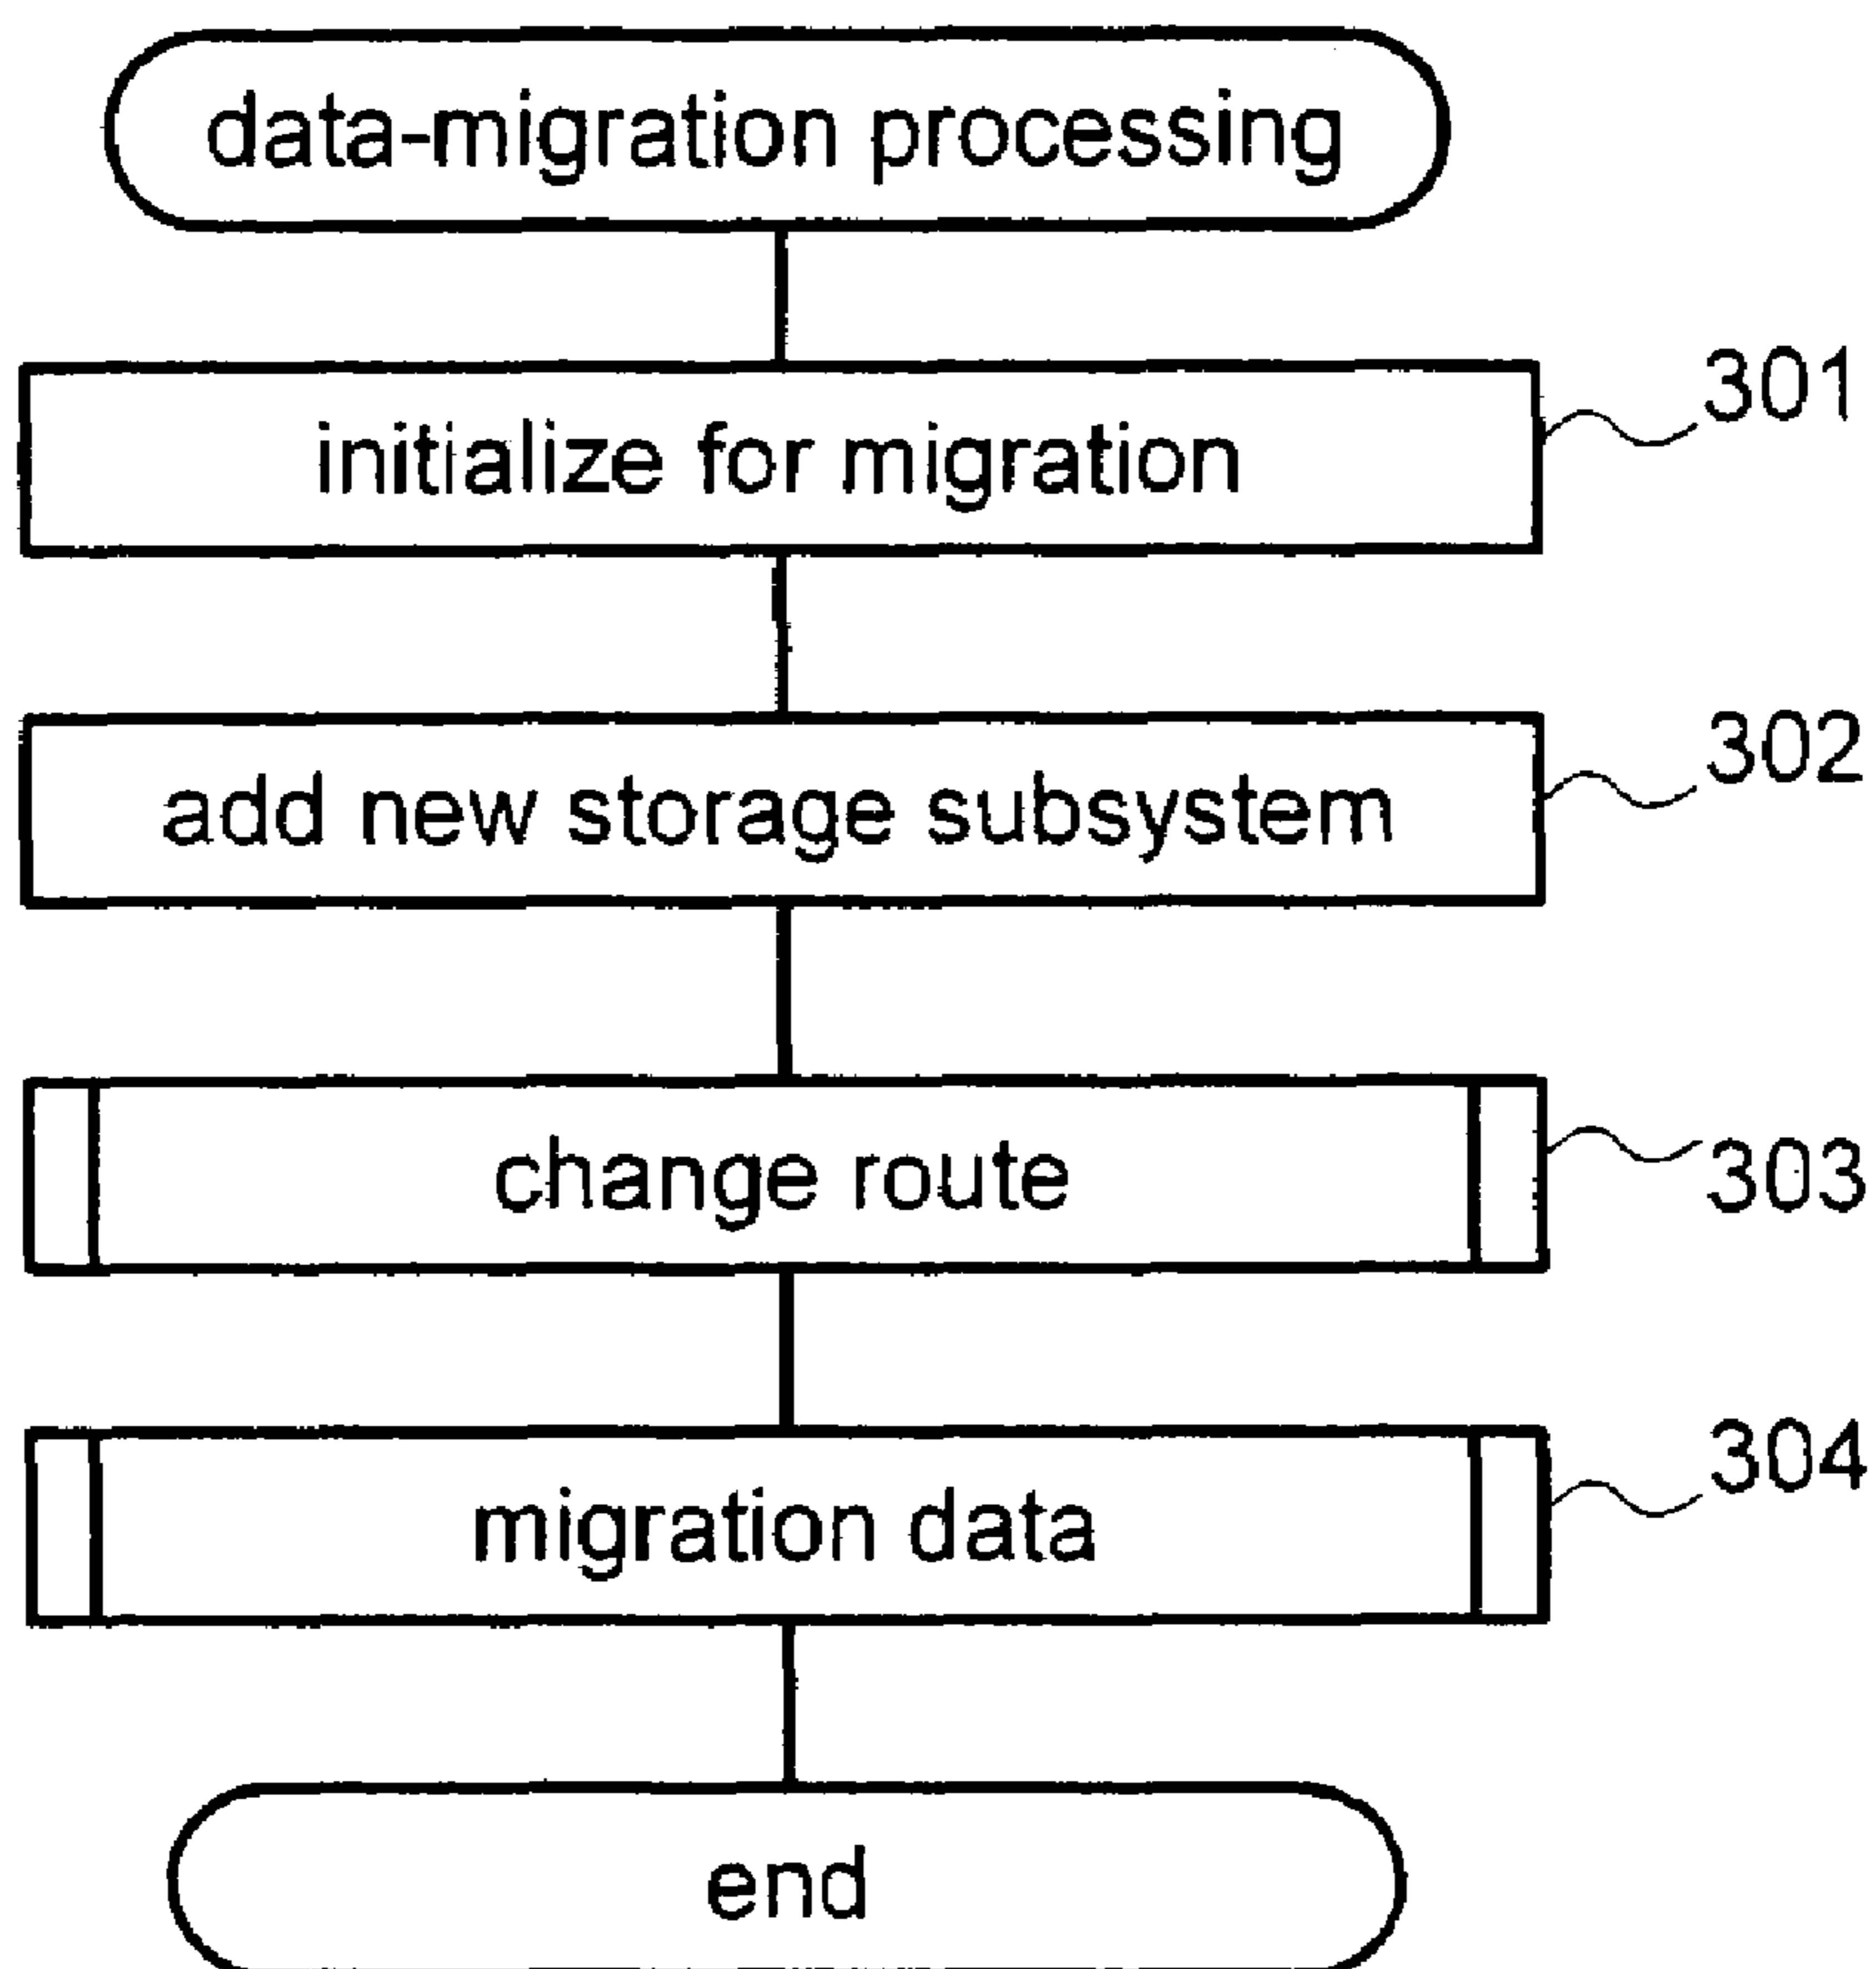 data-migration processing
301
initialize for migration
302
add new storage subsystem
303
change route
304
migration data
end